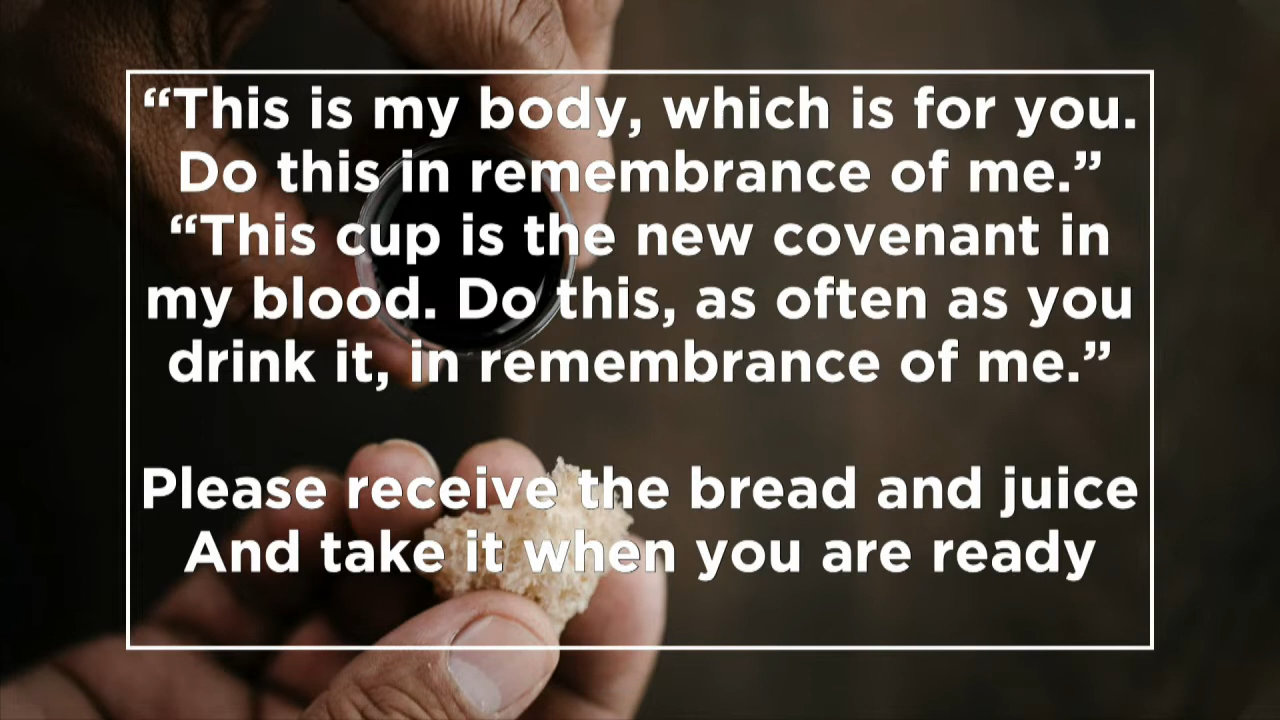 “This is my body, which is for you.
Do this in remembrance of me.”
“This cup is the new covenant in
my blood. Do this, as often as you
drink it, in remembrance of me.”
Please receive the bread and juice
And take it when you are ready